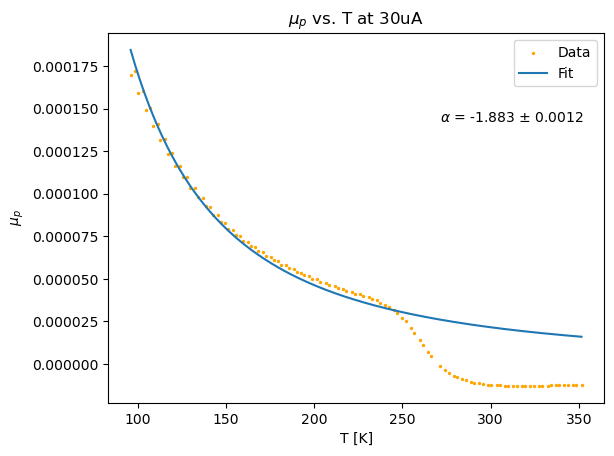 μp vs. T at 30uA
Data
Fit
α = -1.883 ± 0.0012
0.000175
0.000150
0.000125
0.000100
0.000075
0.000050
0.000025
0.000000
μp
100 150 200 250 300 350
T [K]